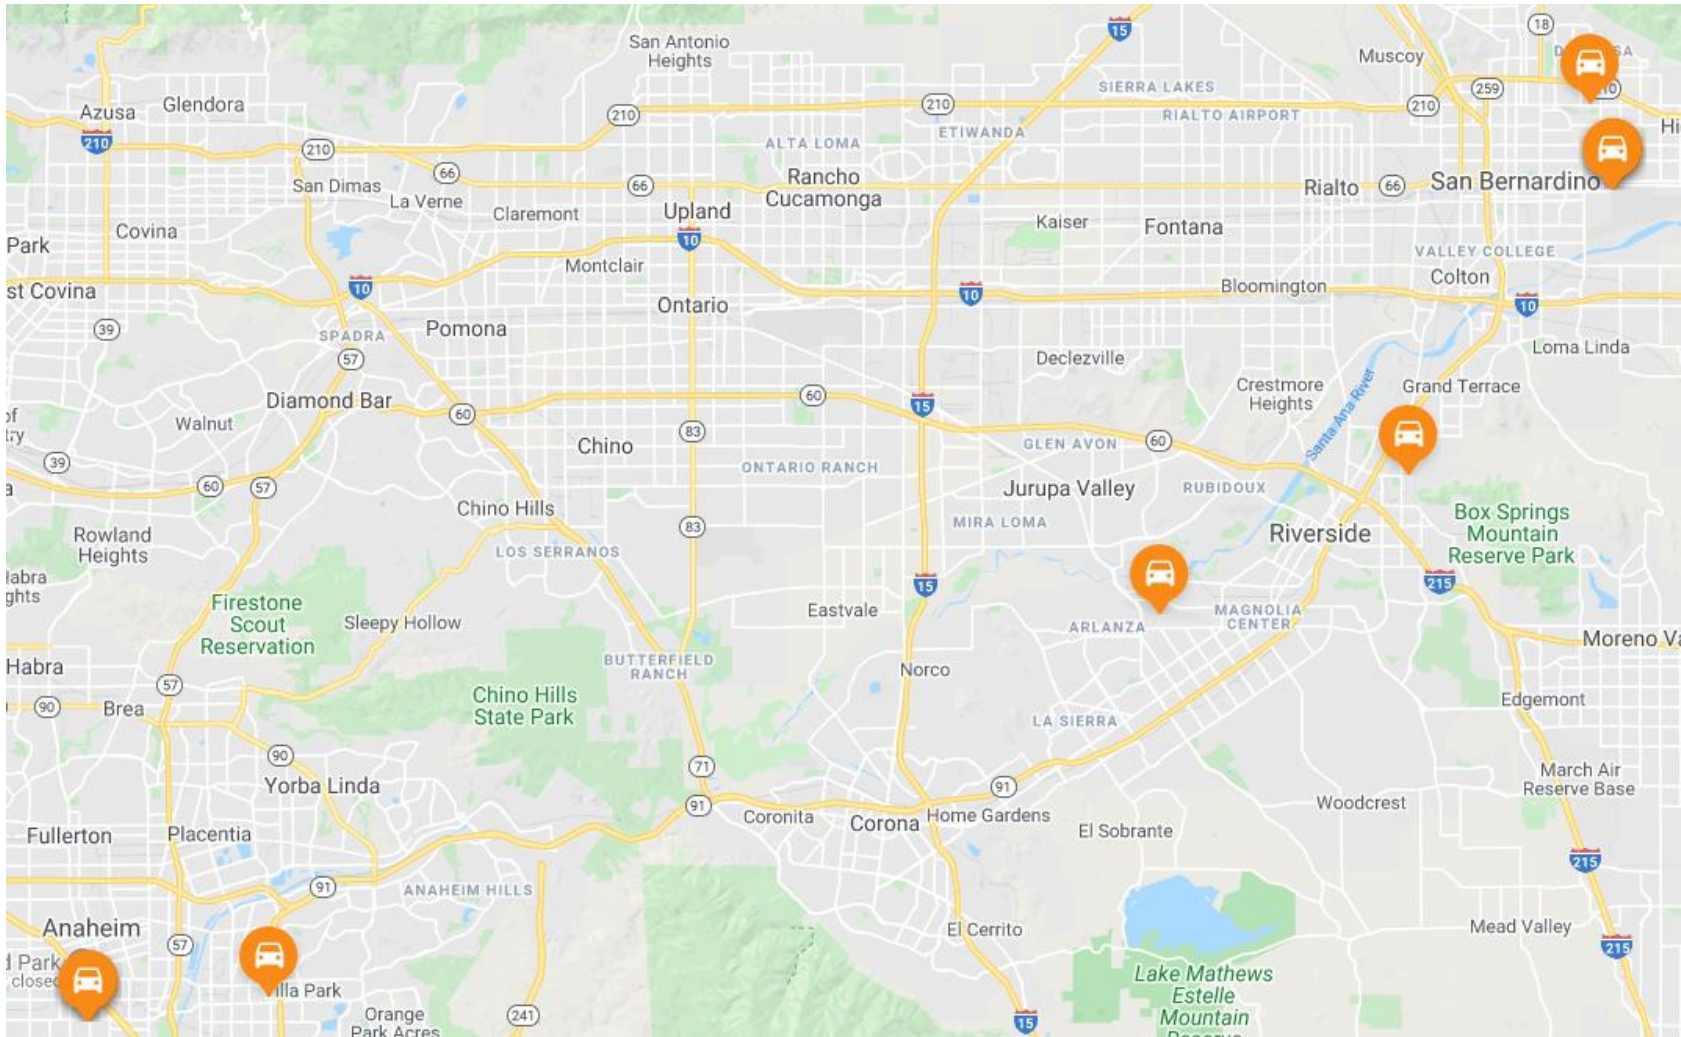 18
15
San Antonio
Heights
Muscoy
SIERRA LAKES
259
Azusa
Glendora
210
210
210
RIALTO AIRPORT
210
ETIWANDA
ALTA LOMA
210
66
San Dimas
La Verne
66
Rancho
Cucamonga
Rialto
66
San Bernardino
Claremont
Upland
Kaiser
Fontana
Park
Covina
10
Montclair
VALLEY COLLEGE
Colton
st Covina
10
10
Bloomington
10
Ontario
39
SPADRA
Pomona
57
Declezville
Loma Linda
Crestmore
Heights
Grand Terrace
Santa Ana River
Diamond Bar
60
60
15
Walnut
83
GLEN AVON
60
Chino
39
ONTARIO RANCH
60
57
Jurupa Valley
RUBIDOUX
Chino Hills
MIRA LOMA
Box Springs
Mountain
Reserve Park
Riverside
83
Rowland
Heights
LOS SERRANOS
215
15
Habra
ghts
Firestone
Scout
Reservation
Sleepy Hollow
Eastvale
MAGNOLIA
CENTER
ARLANZA
Moreno Va
Habra
BUTTERFIELD
RANCH
Norco
57
90
Brea
Chino Hills
State Park
Edgemont
LA SIERRA
90
71
Yorba Linda
91
91
March Air
Reserve Base
Woodcrest
Coronita
Corona
Home Gardens
El Sobrante
Fullerton
Placentia
215
91
ANAHEIM HILLS
Anaheim
El Cerrito
Mead Valley
57
215
d Park
close
illa Park
Lake Mathews
Estelle
Mountain
Orange
Park Acres
241
15